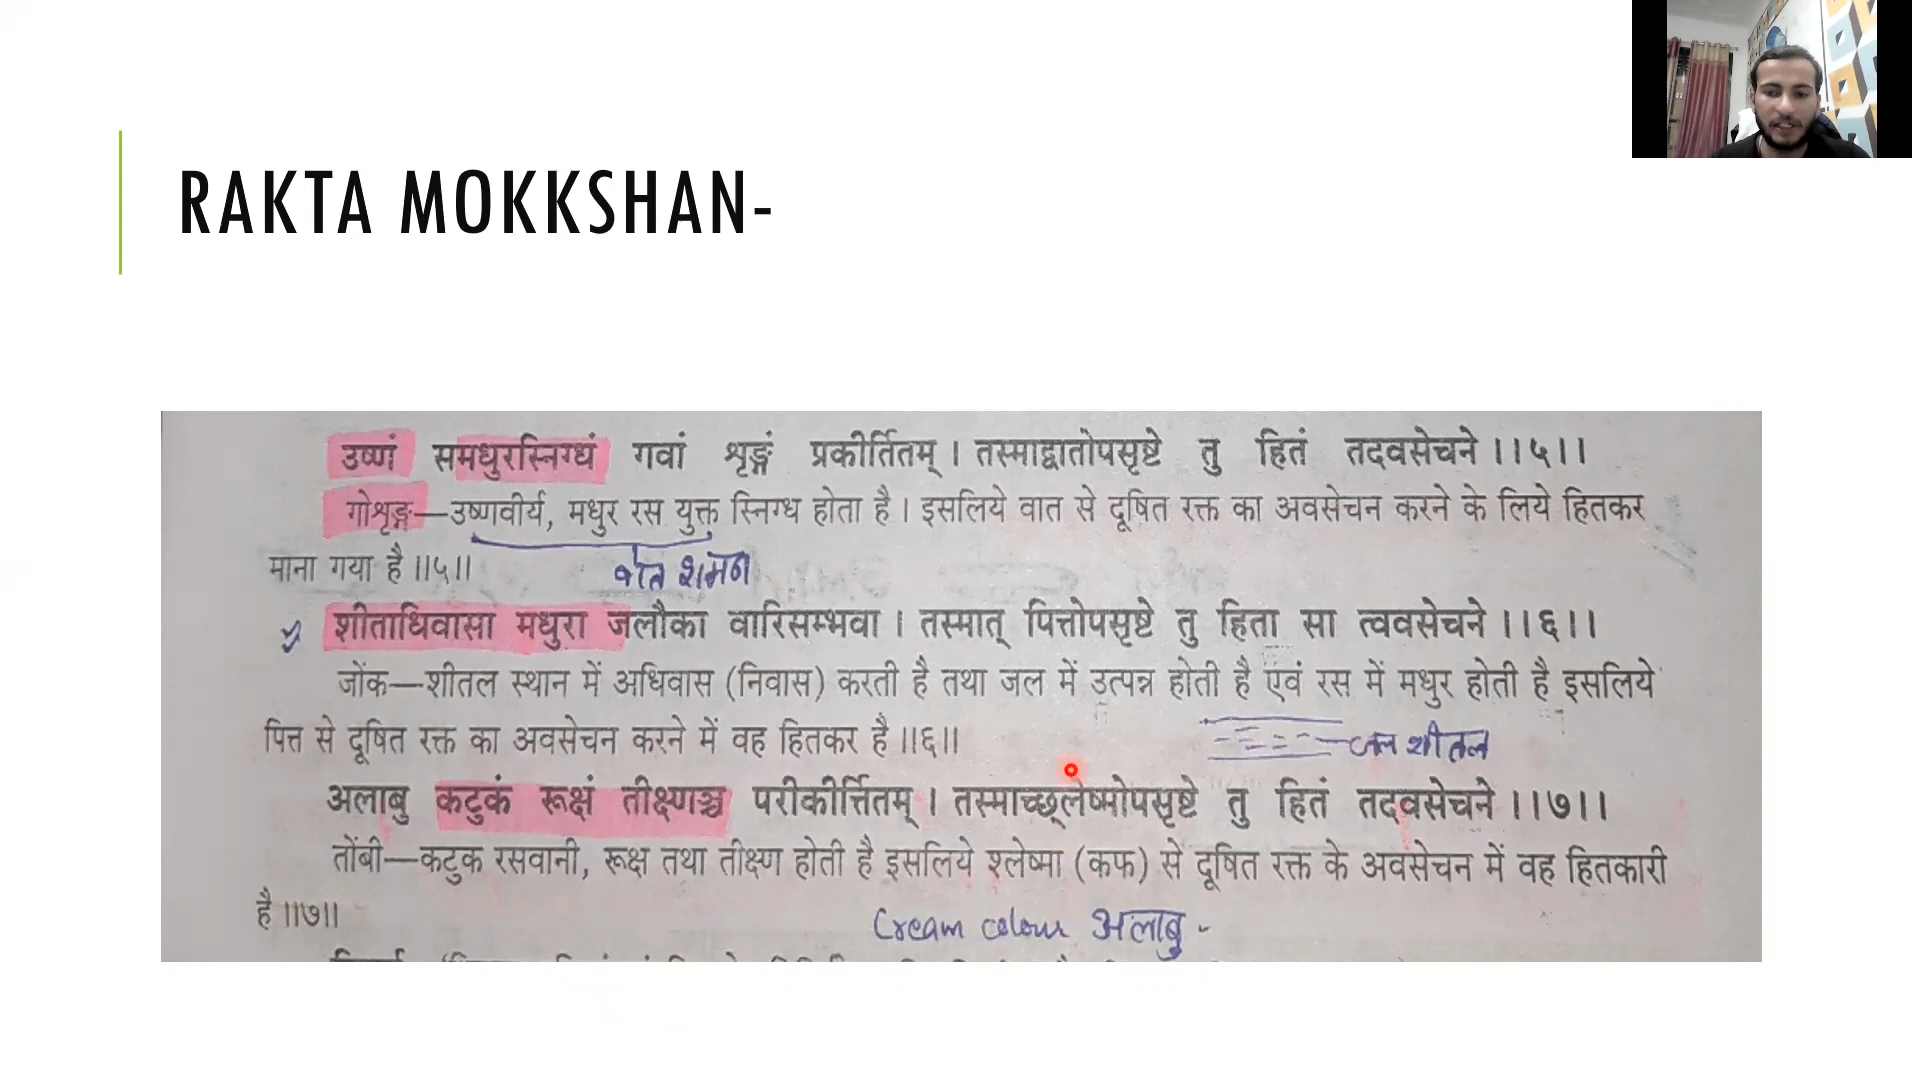 RAKTA MOKKSHAN-
उष्णं समधुरस्निग्धं गवां शृङ्गं प्रकीर्तितम् । तस्माद्वातोपसृष्टे तु हितं तदवसेचने ।।५।।
गोशृङ्ग—उष्णवीर्य, मधुर रस युक्त स्निग्ध होता है । इसलिये वात से दूषित रक्त का अवसेचन करने के लिये हितकर
माना गया है ।।५।।
वात शमन
शीताधिवासा मधुरा जलौका वारिसम्भवा । तस्मात् पित्तोपसृष्टे तु हिता सा त्ववसेचने ।।६।।
जोंक—शीतल स्थान में अधिवास (निवास) करती है तथा जल में उत्पन्न होती है एवं रस में मधुर होती है इसलिये
पित्त से दूषित रक्त का अवसेचन करने में वह हितकर है ।।६।।
जल शीतल
अलाबु कटुकं रूक्षं तीक्ष्णञ्च परीकीर्त्तितम् । तस्माच्छ्लेष्मोपसृष्टे तु हितं तदवसेचने ।।७।।
तोंबी—कटुक रसवानी, रूक्ष तथा तीक्ष्ण होती है इसलिये श्लेष्मा (कफ) से दूषित रक्त के अवसेचन में वह हितकारी
है ।।७।।
Cream colour अलाबु -